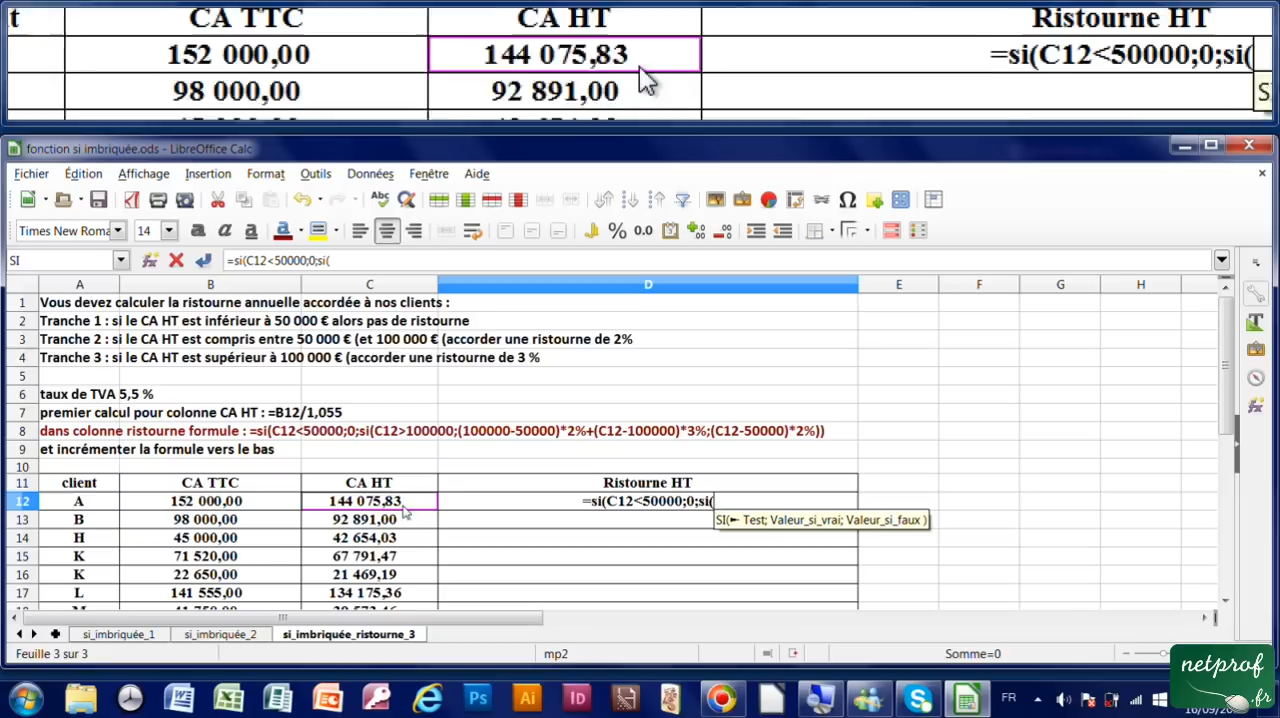 t CA TTC CA HT Ristourne HT
152 000,00 144 075,83 =si(C12<50000;0;si(
98 000,00 92 891,00
fonction si imbriquée.ods - LibreOffice Calc
Fichier Édition Affichage Insertion Format Outils Données Fenêtre Aide
Times New Roma 14
SI =si(C12<50000;0;si(
A B C D E F G H
1 Vous devez calculer la ristourne annuelle accordée à nos clients :
2 Tranche 1 : si le CA HT est inférieur à 50 000 € alors pas de ristourne
3 Tranche 2 : si le CA HT est compris entre 50 000 € (et 100 000 € (accorder une ristourne de 2%
4 Tranche 3 : si le CA HT est supérieur à 100 000 € (accorder une ristourne de 3 %
5
6 taux de TVA 5,5 %
7 premier calcul pour colonne CA HT : =B12/1,055
8 dans colonne ristourne formule : =si(C12<50000;0;si(C12>100000;(100000-50000)*2%+(C12-100000)*3%;(C12-50000)*2%))
9 et incrémenter la formule vers le bas
10
11 client CA TTC CA HT Ristourne HT
12 A 152 000,00 144 075,83 =si(C12<50000;0;si(
13 B 98 000,00 92 891,00
SI( Test; Valeur_si_vrai; Valeur_si_faux )
14 H 45 000,00 42 654,03
15 K 71 520,00 67 791,47
16 K 22 650,00 21 469,19
17 L 141 555,00 134 175,36
si_imbriquée_1 si_imbriquée_2 si_imbriquée_ristourne_3
Feuille 3 sur 3 mp2 Somme=0
netprof
.fr
Ps Ai Id FR